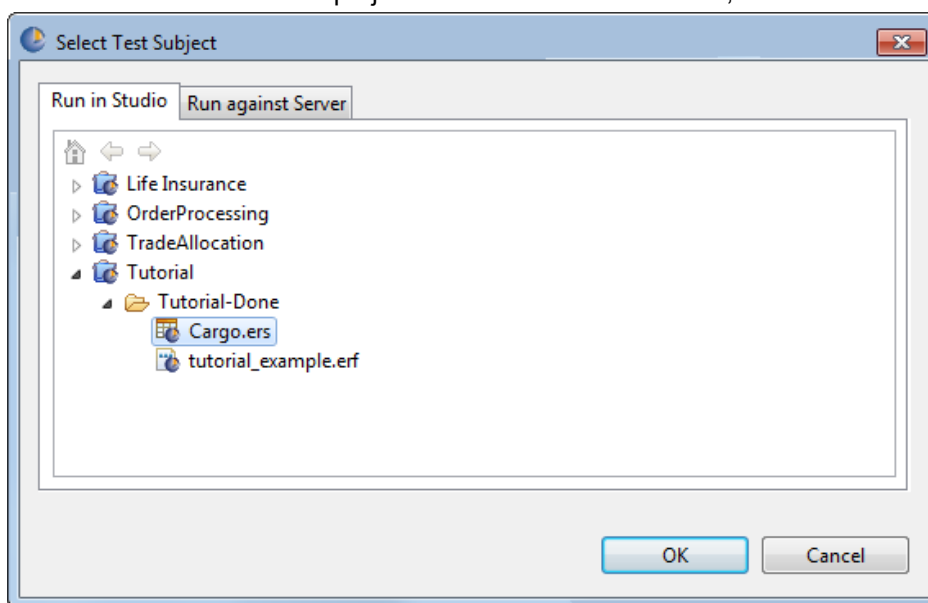 Select Test Subject
Run in Studio Run against Server
Life Insurance
OrderProcessing
TradeAllocation
Tutorial
Tutorial-Done
Cargo.ers
tutorial_example.erf
OK Cancel